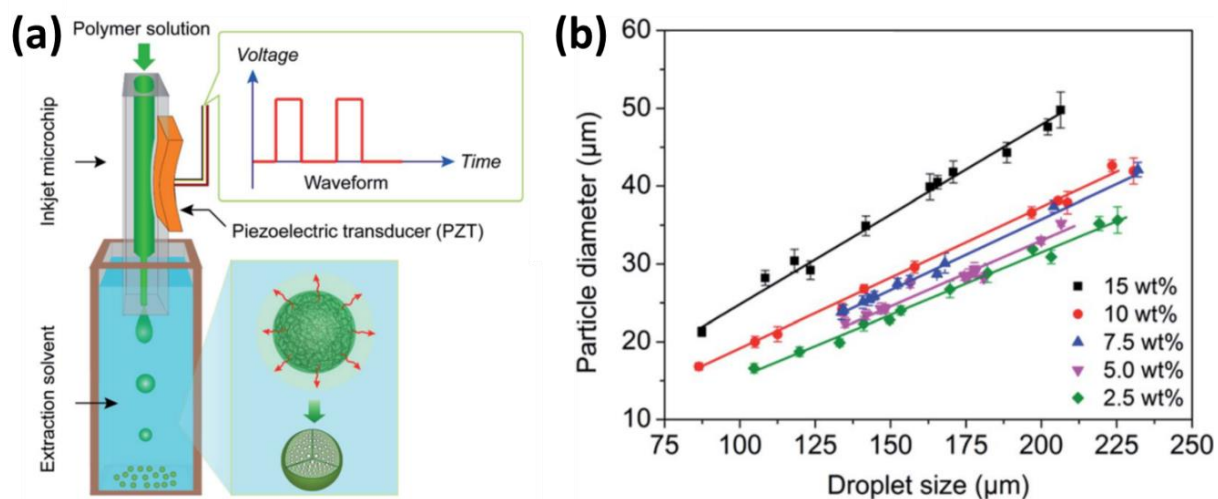 (a)
Polymer solution
Voltage
Time
Waveform
Inkjet microchip
Piezoelectric transducer (PZT)
Extraction solvent
(b)
Particle diameter (µm)
60
50
40
30
20
10
15 wt%
10 wt%
7.5 wt%
5.0 wt%
2.5 wt%
75 100 125 150 175 200 225 250
Droplet size (µm)